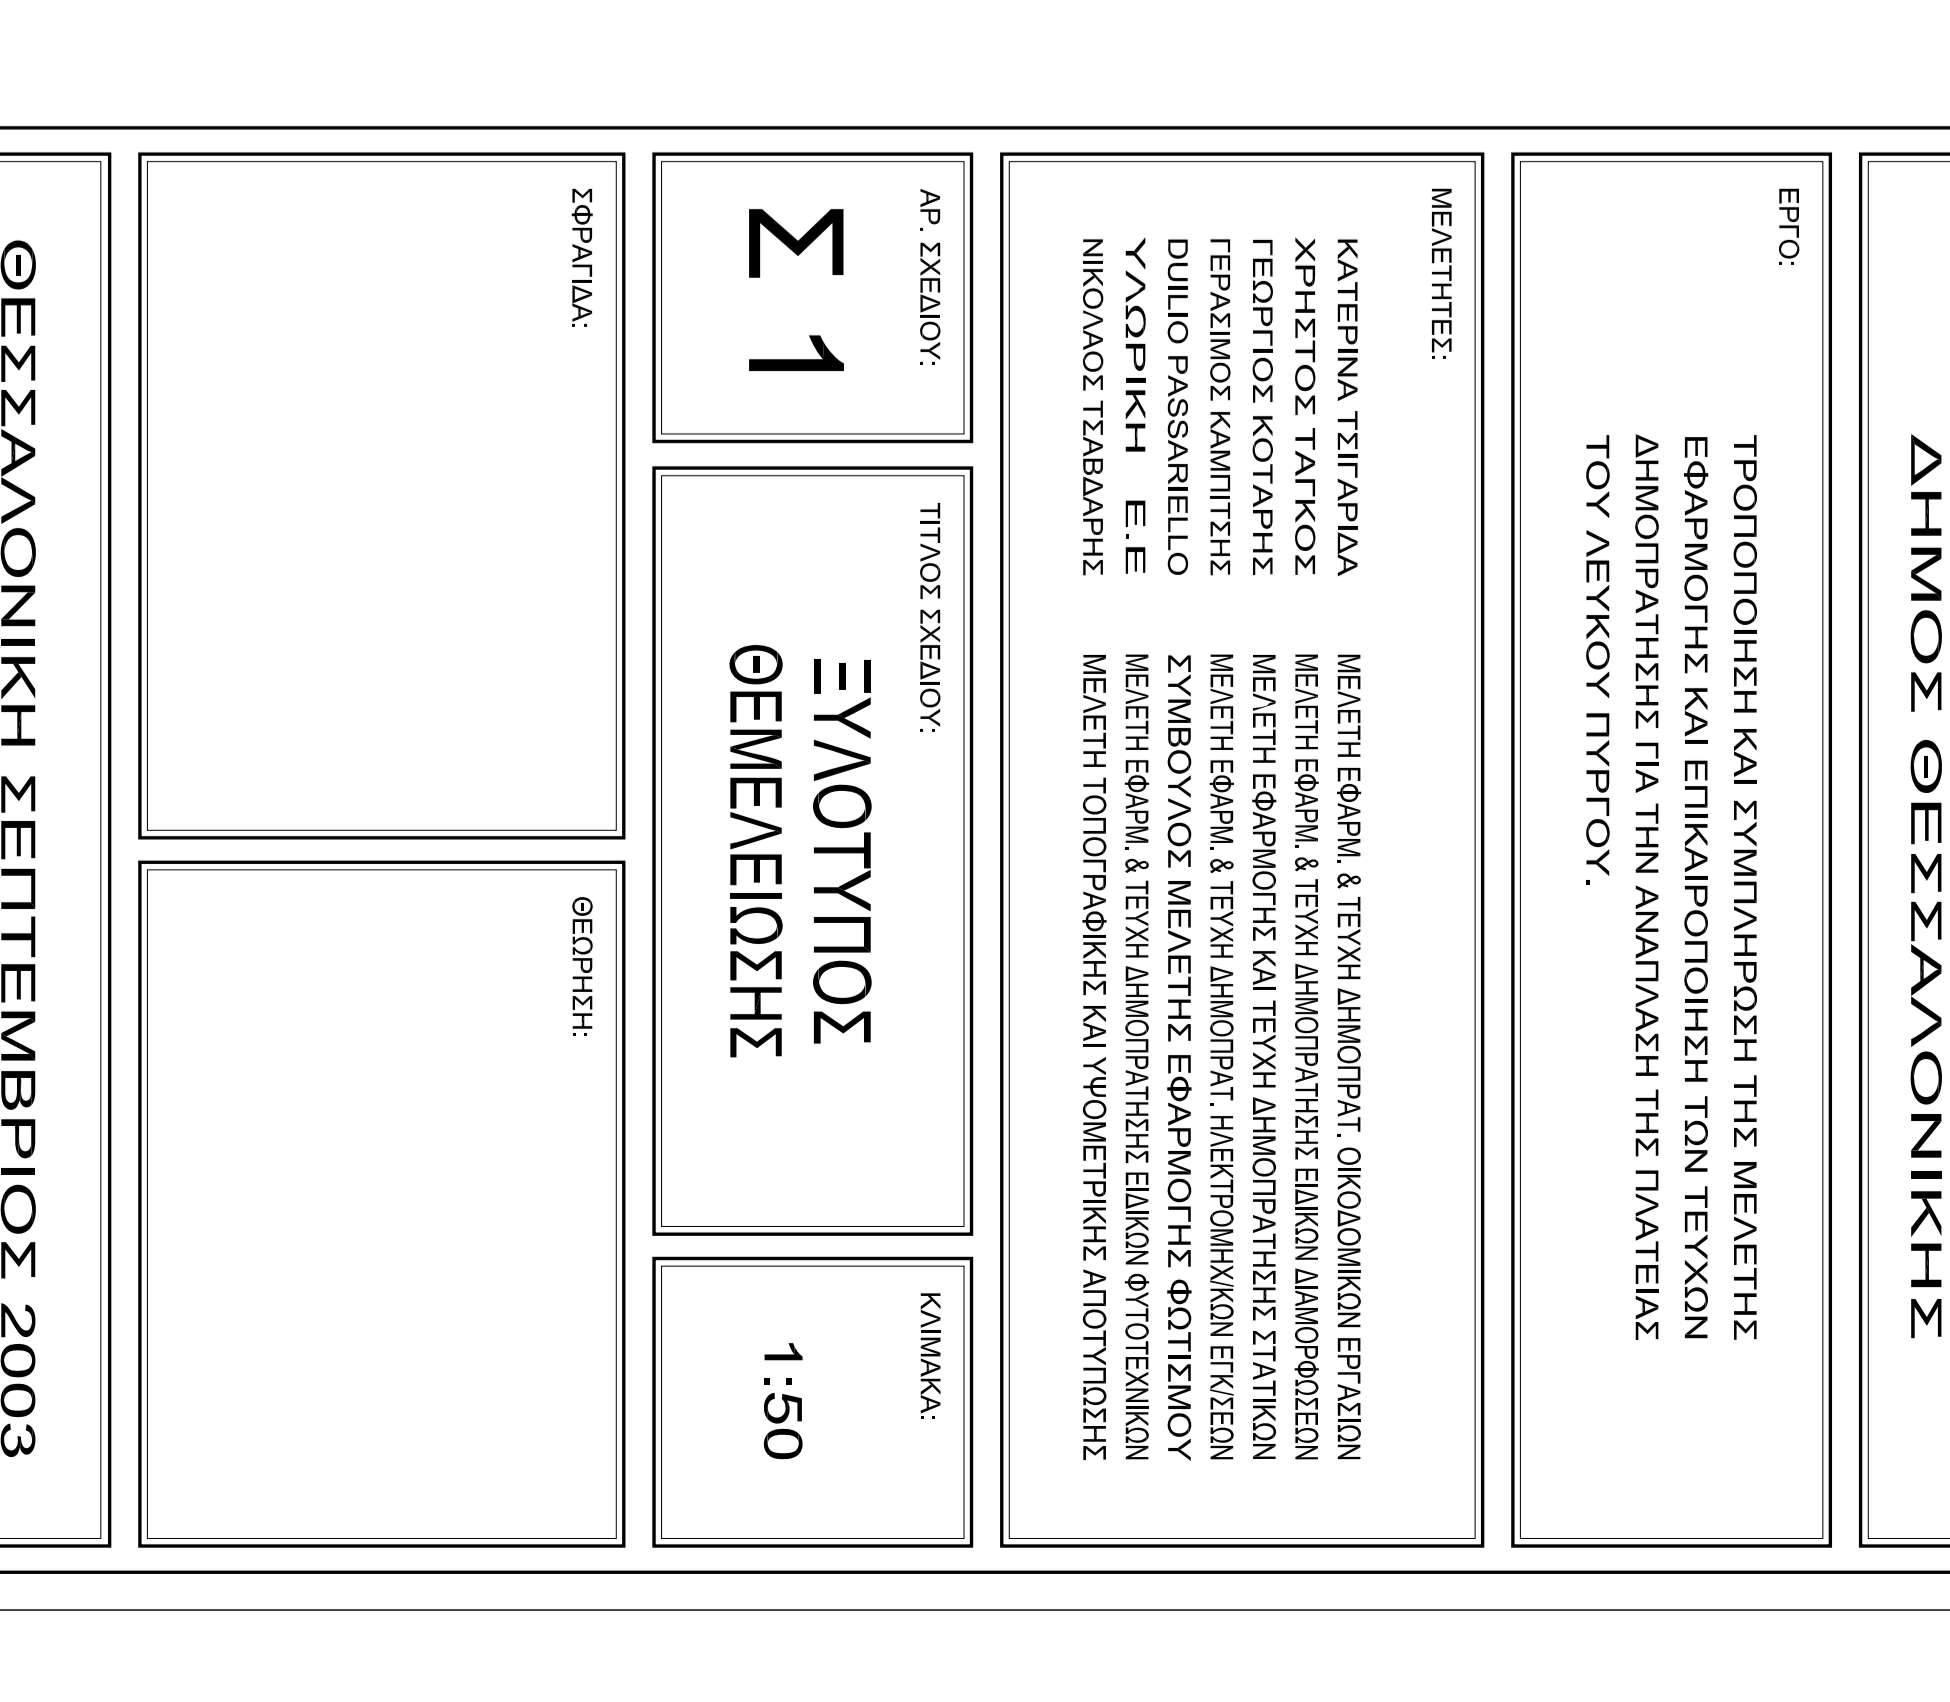 ΔΗΜΟΣ ΘΕΣΣΑΛΟΝΙΚΗΣ
ΕΡΓΟ:
ΤΡΟΠΟΠΟΙΗΣΗ ΚΑΙ ΣΥΜΠΛΗΡΩΣΗ ΤΗΣ ΜΕΛΕΤΗΣ
ΕΦΑΡΜΟΓΗΣ ΚΑΙ ΕΠΙΚΑΙΡΟΠΟΙΗΣΗ ΤΩΝ ΤΕΥΧΩΝ
ΔΗΜΟΠΡΑΤΗΣΗΣ ΓΙΑ ΤΗΝ ΑΝΑΠΛΑΣΗ ΤΗΣ ΠΛΑΤΕΙΑΣ
ΤΟΥ ΛΕΥΚΟΥ ΠΥΡΓΟΥ.
ΜΕΛΕΤΗΤΕΣ:
ΚΑΤΕΡΙΝΑ ΤΣΙΓΑΡΙΔΑ ΜΕΛΕΤΗ ΕΦΑΡΜ. & ΤΕΥΧΗ ΔΗΜΟΠΡΑΤ. ΟΙΚΟΔΟΜΙΚΩΝ ΕΡΓΑΣΙΩΝ
ΧΡΗΣΤΟΣ ΤΑΓΚΟΣ ΜΕΛΕΤΗ ΕΦΑΡΜ. & ΤΕΥΧΗ ΔΗΜΟΠΡΑΤΗΣΗΣ ΕΙΔΙΚΩΝ ΔΙΑΜΟΡΦΩΣΕΩΝ
ΓΕΩΡΓΙΟΣ ΚΟΤΑΡΗΣ ΜΕΛΕΤΗ ΕΦΑΡΜΟΓΗΣ ΚΑΙ ΤΕΥΧΗ ΔΗΜΟΠΡΑΤΗΣΗΣ ΣΤΑΤΙΚΩΝ
ΓΕΡΑΣΙΜΟΣ ΚΑΜΠΙΤΣΗΣ ΜΕΛΕΤΗ ΕΦΑΡΜ. & ΤΕΥΧΗ ΔΗΜΟΠΡΑΤ. ΗΛΕΚΤΡΟΜΗΧ/ΚΩΝ ΕΓΚ/ΣΕΩΝ
DUILIO PASSARIELLO ΣΥΜΒΟΥΛΟΣ ΜΕΛΕΤΗΣ ΕΦΑΡΜΟΓΗΣ ΦΩΤΙΣΜΟΥ
ΥΛΩΡΙΚΗ Ε.Ε ΜΕΛΕΤΗ ΕΦΑΡΜ. & ΤΕΥΧΗ ΔΗΜΟΠΡΑΤΗΣΗΣ ΕΙΔΙΚΩΝ ΦΥΤΟΤΕΧΝΙΚΩΝ
ΝΙΚΟΛΑΟΣ ΤΣΑΒΔΑΡΗΣ ΜΕΛΕΤΗ ΤΟΠΟΓΡΑΦΙΚΗΣ ΚΑΙ ΥΨΟΜΕΤΡΙΚΗΣ ΑΠΟΤΥΠΩΣΗΣ
ΑΡ. ΣΧΕΔΙΟΥ:
Σ 1
ΤΙΤΛΟΣ ΣΧΕΔΙΟΥ:
ΞΥΛΟΤΥΠΟΣ
ΘΕΜΕΛΕΙΩΣΗΣ
ΚΛΙΜΑΚΑ:
1:50
ΣΦΡΑΓΙΔΑ:
ΘΕΩΡΗΣΗ:
ΘΕΣΣΑΛΟΝΙΚΗ ΣΕΠΤΕΜΒΡΙΟΣ 2003